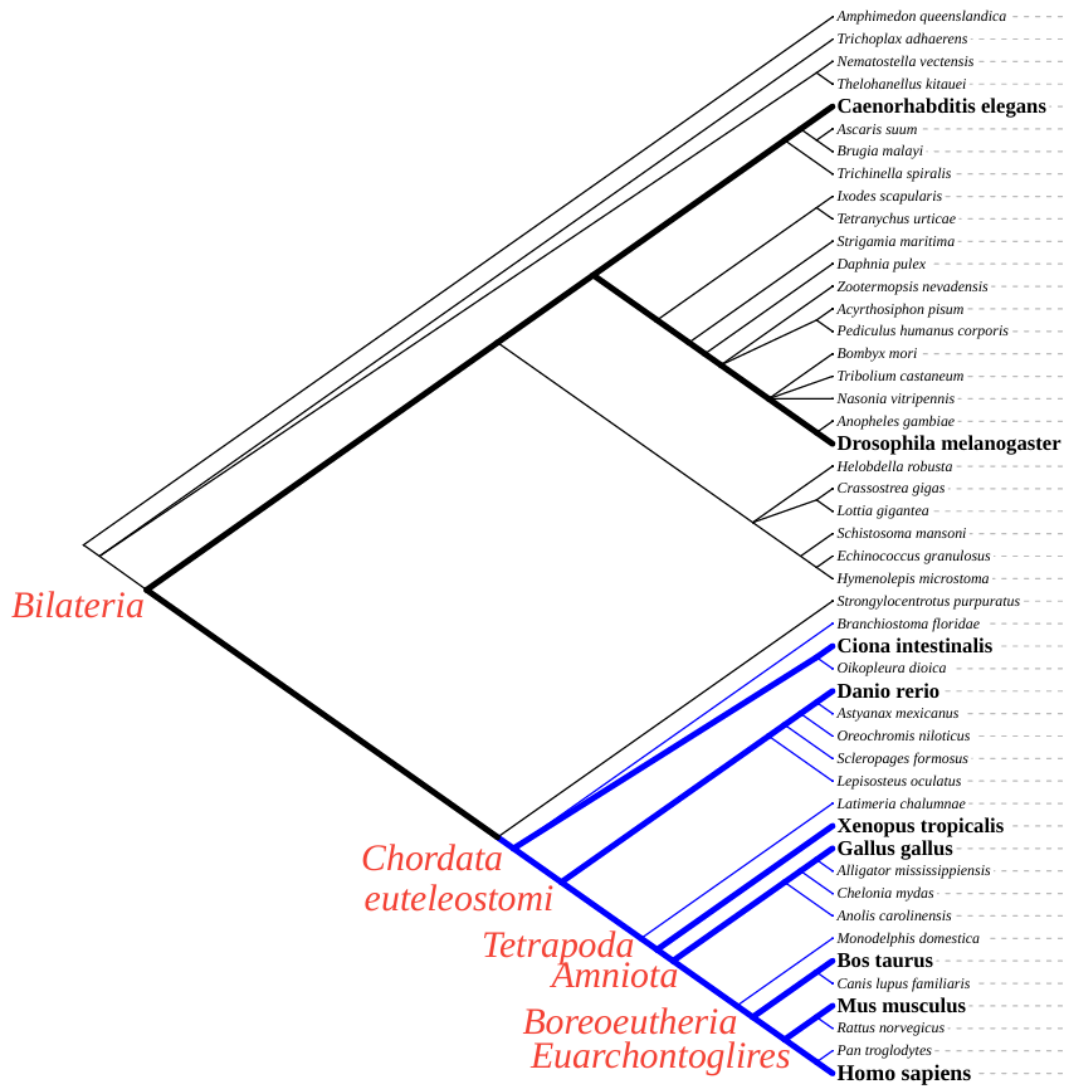 Amphimedon queenslandica
Trichoplax adhaerens
Nematostella vectensis
Thelohanellus kitauei
Caenorhabditis elegans
Ascaris suum
Brugia malayi
Trichinella spiralis
Ixodes scapularis
Tetranychus urticae
Strigamia maritima
Daphnia pulex
Zootermopsis nevadensis
Acyrthosiphon pisum
Pediculus humanus corporis
Bombyx mori
Tribolium castaneum
Nasonia vitripennis
Anopheles gambiae
Drosophila melanogaster
Helobdella robusta
Crassostrea gigas
Lottia gigantea
Schistosoma mansoni
Echinococcus granulosus
Hymenolepis microstoma
Strongylocentrotus purpuratus
Branchiostoma floridae
Ciona intestinalis
Oikopleura dioica
Danio rerio
Astyanax mexicanus
Oreochromis niloticus
Scleropages formosus
Lepisosteus oculatus
Latimeria chalumnae
Xenopus tropicalis
Gallus gallus
Alligator mississippiensis
Chelonia mydas
Anolis carolinensis
Monodelphis domestica
Bos taurus
Canis lupus familiaris
Mus musculus
Rattus norvegicus
Pan troglodytes
Homo sapiens
Bilateria
Chordata
euteleostomi
Tetrapoda
Amniota
Boreoeutheria
Euarchontoglires